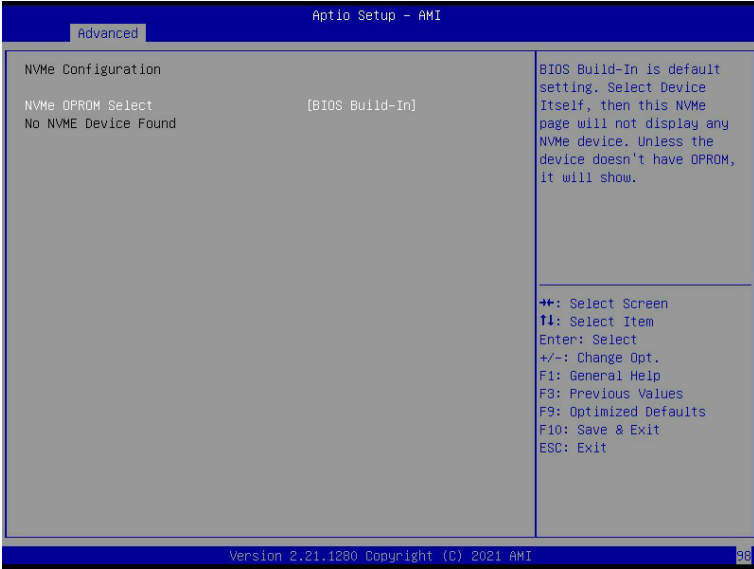 Aptio Setup – AMI
Advanced
NVMe Configuration
NVMe OPROM Select [BIOS Build-In]
No NVME Device Found
BIOS Build-In is default
setting. Select Device
Itself, then this NVMe
page will not display any
NVMe device. Unless the
device doesn't have OPROM,
it will show.
→←: Select Screen
↑↓: Select Item
Enter: Select
+/-: Change Opt.
F1: General Help
F3: Previous Values
F9: Optimized Defaults
F10: Save & Exit
ESC: Exit
Version 2.21.1280 Copyright (C) 2021 AMI
98